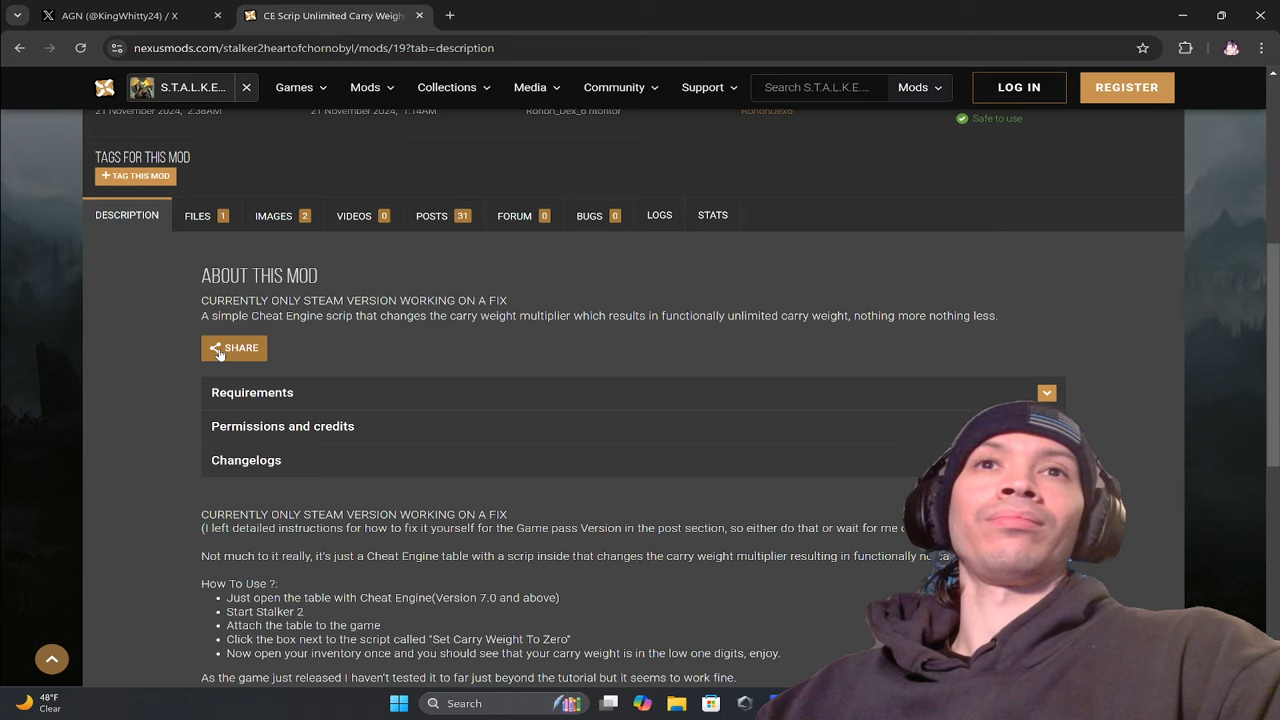 AGN (@KingWhitty24) / X
CE Scrip Unlimited Carry Weigh
nexusmods.com/stalker2heartofchornobyl/mods/19?tab=description
S.T.A.L.K.E...
Games
Mods
Collections
Media
Community
Support
Search S.T.A.L.K.E....
Mods
LOG IN
REGISTER
21 November 2024, 2:38AM
21 November 2024, 1:14AM
RononDex6
Safe to use
TAGS FOR THIS MOD
+ TAG THIS MOD
DESCRIPTION
FILES 1
IMAGES 2
VIDEOS 0
POSTS 31
FORUM 0
BUGS 0
LOGS
STATS
ABOUT THIS MOD
CURRENTLY ONLY STEAM VERSION WORKING ON A FIX
A simple Cheat Engine script that changes the carry weight multiplier which results in functionally unlimited carry weight, nothing more nothing less.
SHARE
Requirements
Permissions and credits
Changelogs
CURRENTLY ONLY STEAM VERSION WORKING ON A FIX
(I left detailed instructions for how to fix it yourself for the Game pass Version in the post section, so either do that or wait for me
Not much to it really, it's just a Cheat Engine table with a scrip inside that changes the carry weight multiplier resulting in functionally
How To Use ?:
• Just open the table with Cheat Engine(Version 7.0 and above)
• Start Stalker 2
• Attach the table to the game
• Click the box next to the script called "Set Carry Weight To Zero"
• Now open your inventory once and you should see that your carry weight is in the low one digits, enjoy.
As the game just released I haven't tested it to far just beyond the tutorial but it seems to work fine.
48°F
Clear
Search